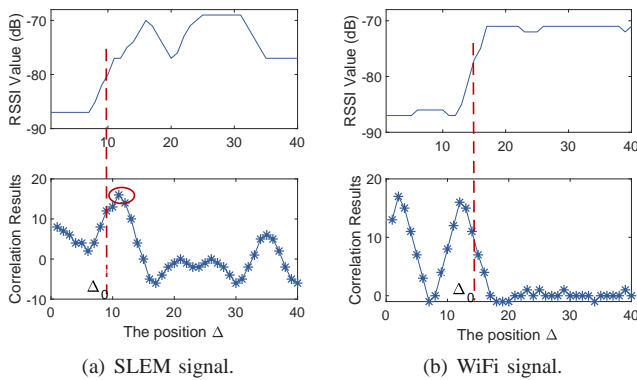 RSSI Value (dB)
-70
-80
-90
10 20 30 40
Correlation Results
20
10
0
-10
Δ0
0 10 20 30 40
The position Δ
(a) SLEM signal.
RSSI Value (dB)
-70
-80
-90
10 20 30 40
Correlation Results
20
15
10
5
0
Δ0
0 10 20 30 40
The position Δ
(b) WiFi signal.